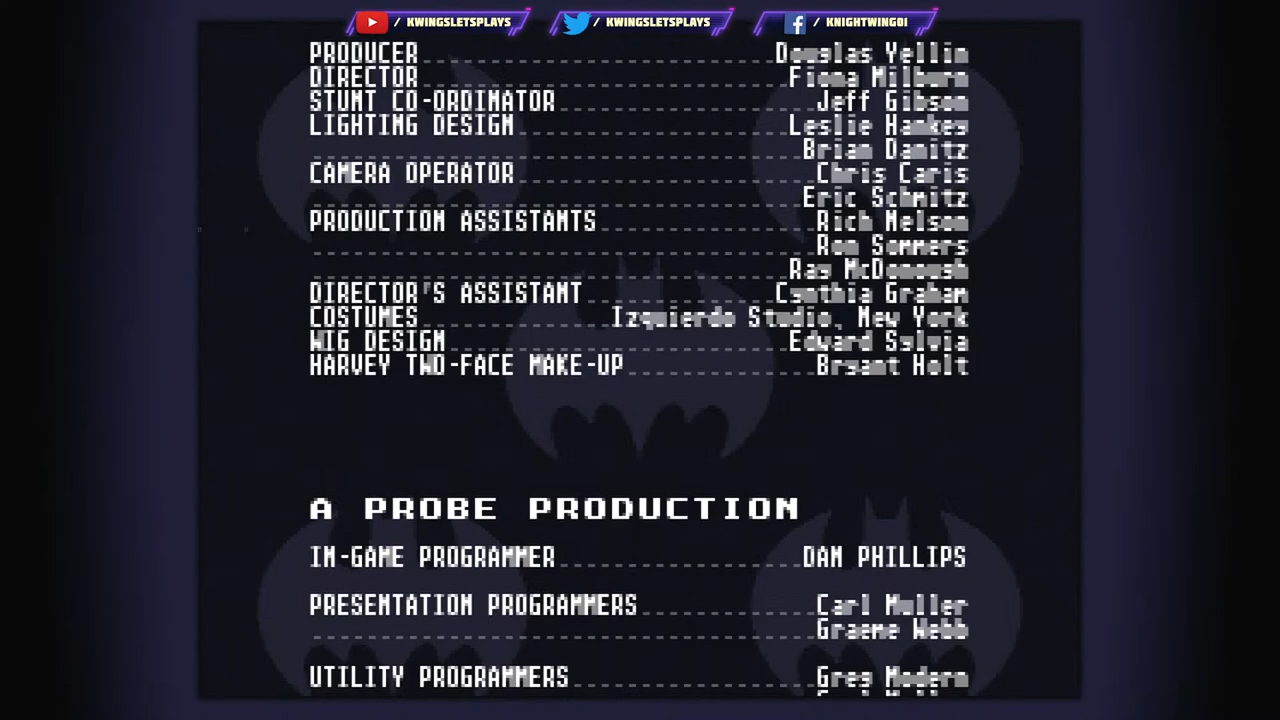 / KWINGSLETSPLAYS / KWINGSLETSPLAYS / KNIGHTWING01
PRODUCER Douglas Yellin
DIRECTOR Fiona Milburn
STUNT CO-ORDINATOR Jeff Gibson
LIGHTING DESIGN Leslie Hankes
Brian Danitz
CAMERA OPERATOR Chris Caris
Eric Schmitz
PRODUCTION ASSISTANTS Rich Nelson
Ron Sommers
Ray McDonough
DIRECTOR'S ASSISTANT Cynthia Graham
COSTUMES Izquierdo Studio, New York
WIG DESIGN Edward Sylvia
HARVEY TWO-FACE MAKE-UP Bryant Holt
A PROBE PRODUCTION
IN-GAME PROGRAMMER DAN PHILLIPS
PRESENTATION PROGRAMMERS Carl Muller
Graeme Webb
UTILITY PROGRAMMERS Greg Modern